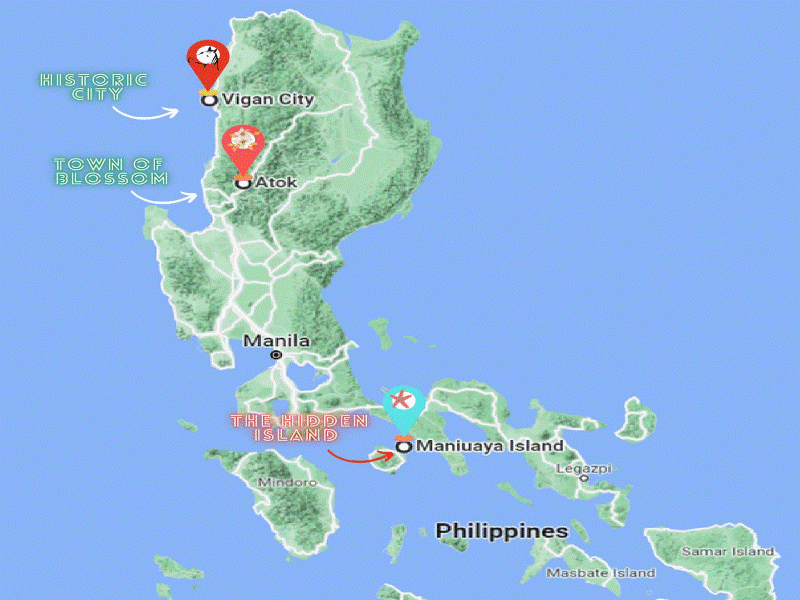 HISTORIC
CITY
Vigan City
TOWN OF
BLOSSOM
Atok
Manila
THE HIDDEN
ISLAND
Maniuaya Island
Legazpi
Mindoro
Philippines
Samar Island
Masbate Island